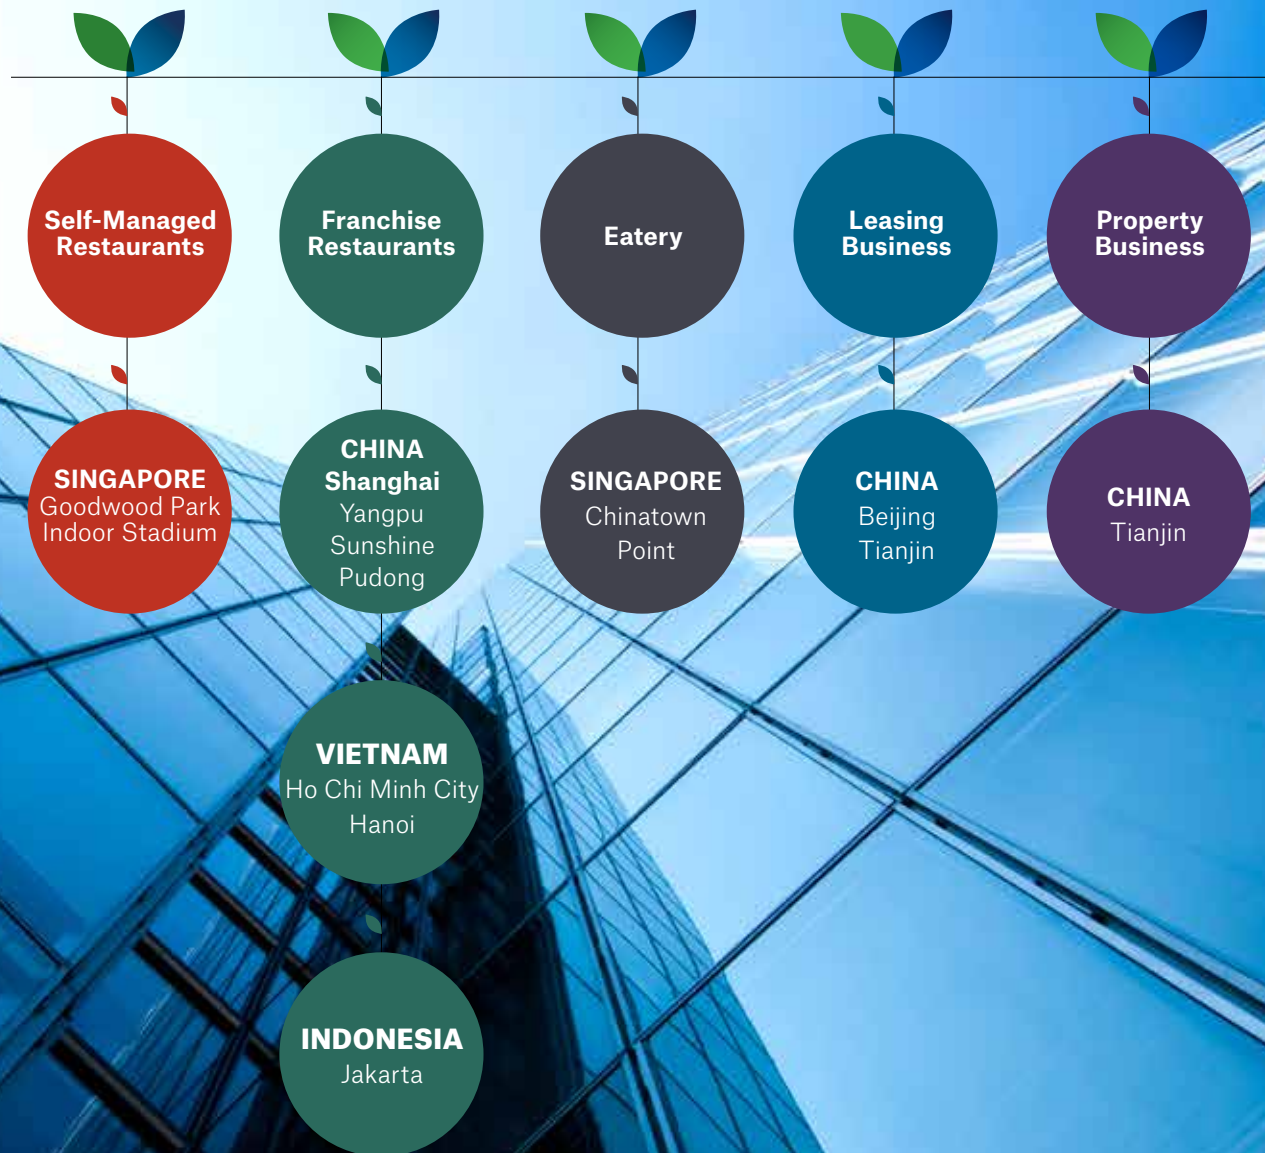 Self-Managed
Restaurants
Franchise
Restaurants
Eatery
Leasing
Business
Property
Business
SINGAPORE
Goodwood Park
Indoor Stadium
CHINA
Shanghai
Yangpu
Sunshine
Pudong
SINGAPORE
Chinatown
Point
CHINA
Beijing
Tianjin
CHINA
Tianjin
VIETNAM
Ho Chi Minh City
Hanoi
INDONESIA
Jakarta